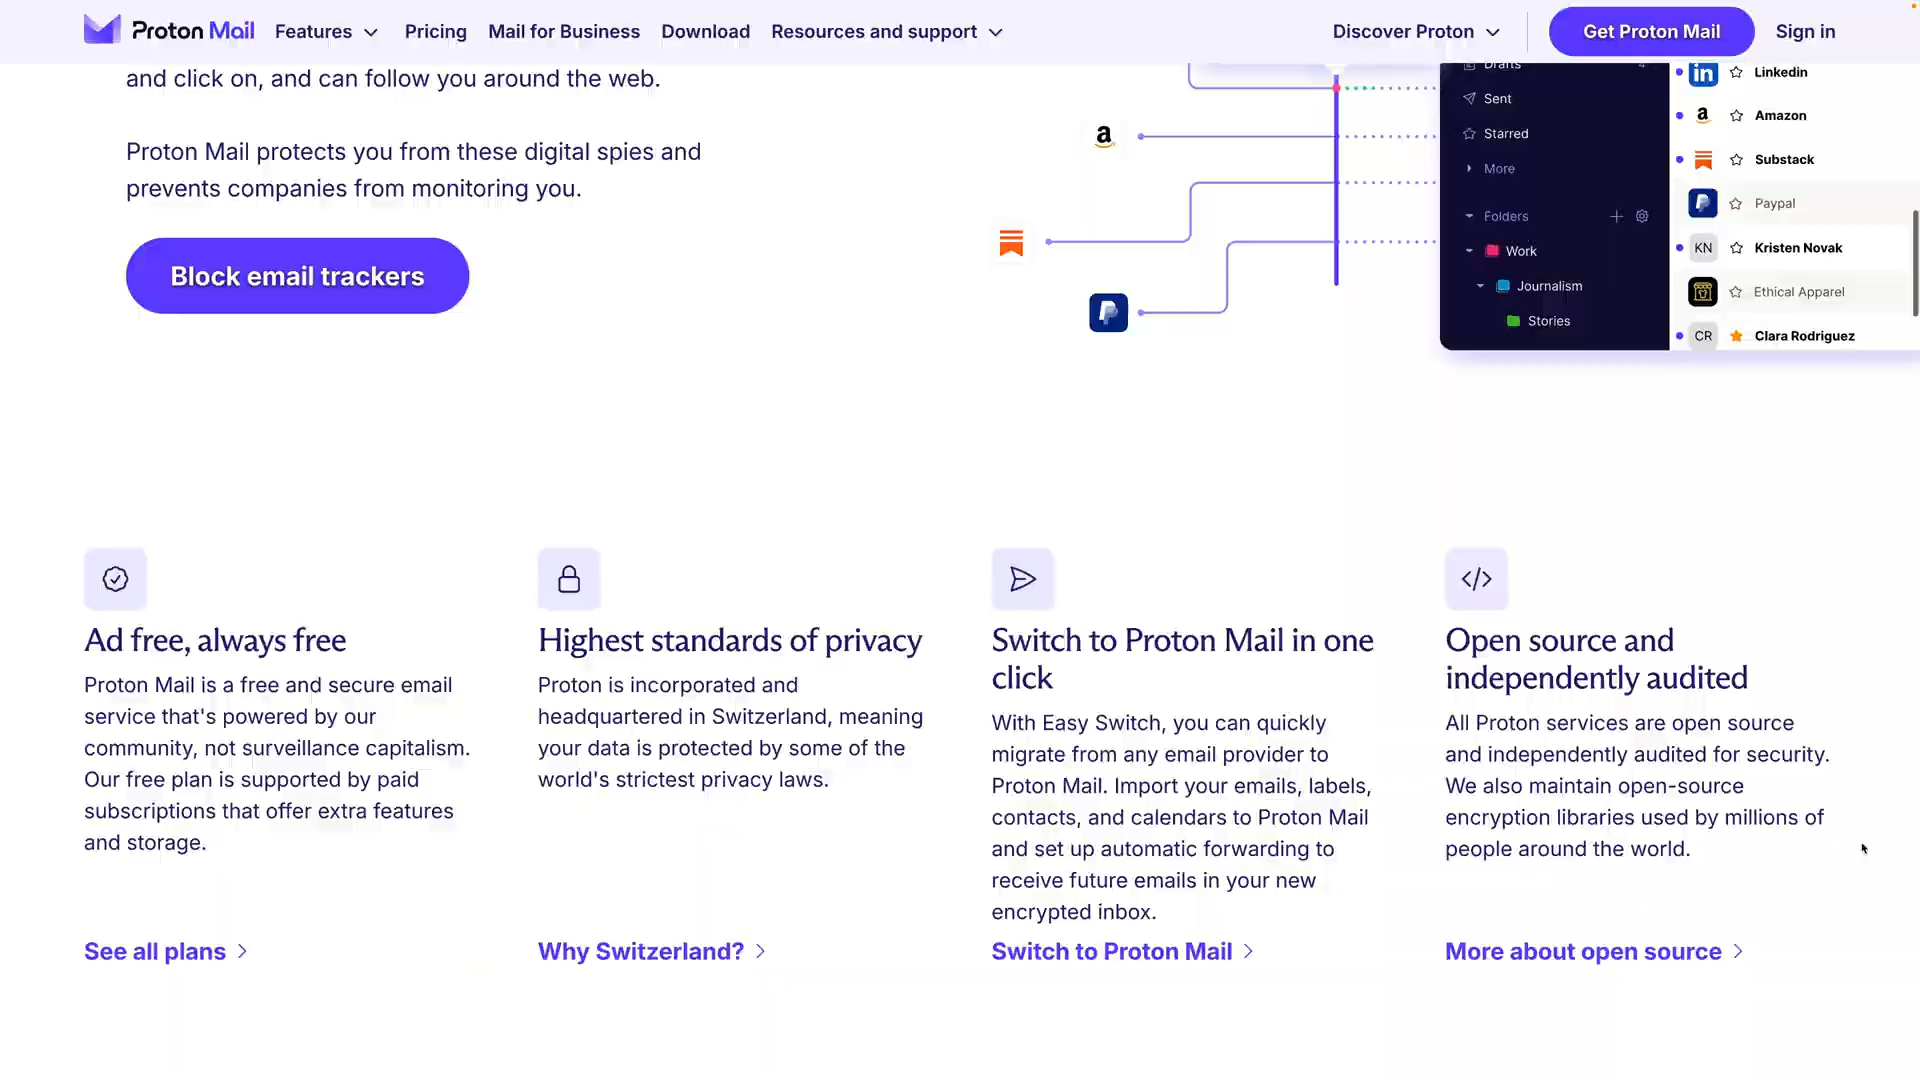 Proton Mail
Features
Pricing
Mail for Business
Download
Resources and support
Discover Proton
Get Proton Mail
Sign in
and click on, and can follow you around the web.
Proton Mail protects you from these digital spies and
prevents companies from monitoring you.
Block email trackers
Drafts
Sent
Starred
More
Folders
Work
Journalism
Stories
Linkedin
Amazon
Substack
Paypal
KN Kristen Novak
Ethical Apparel
CR Clara Rodriguez
Ad free, always free
Proton Mail is a free and secure email
service that's powered by our
community, not surveillance capitalism.
Our free plan is supported by paid
subscriptions that offer extra features
and storage.
See all plans
Highest standards of privacy
Proton is incorporated and
headquartered in Switzerland, meaning
your data is protected by some of the
world's strictest privacy laws.
Why Switzerland?
Switch to Proton Mail in one
click
With Easy Switch, you can quickly
migrate from any email provider to
Proton Mail. Import your emails, labels,
contacts, and calendars to Proton Mail
and set up automatic forwarding to
receive future emails in your new
encrypted inbox.
Switch to Proton Mail
Open source and
independently audited
All Proton services are open source
and independently audited for security.
We also maintain open-source
encryption libraries used by millions of
people around the world.
More about open source